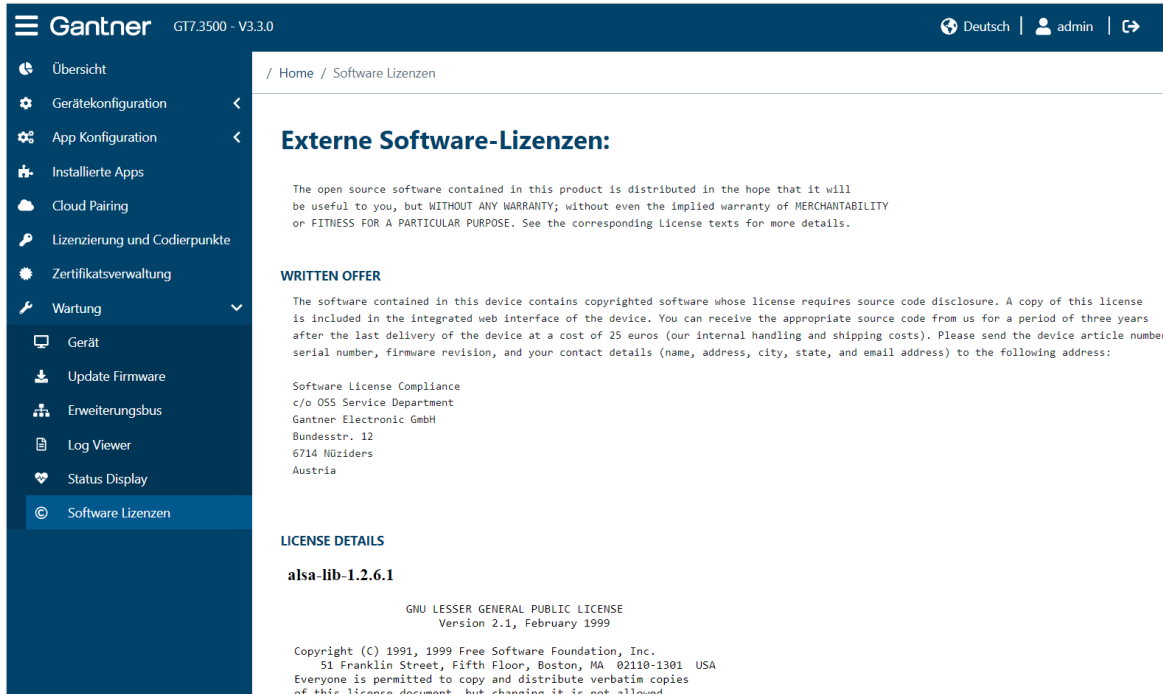 Gantner GT7.3500 - V3.3.0
Deutsch | admin |
Übersicht
Gerätekonfiguration
App Konfiguration
Installierte Apps
Cloud Pairing
Lizenzierung und Codierpunkte
Zertifikatsverwaltung
Wartung
Gerät
Update Firmware
Erweiterungsbus
Log Viewer
Status Display
Software Lizenzen
/ Home / Software Lizenzen
Externe Software-Lizenzen:
The open source software contained in this product is distributed in the hope that it will
be useful to you, but WITHOUT ANY WARRANTY; without even the implied warranty of MERCHANTABILITY
or FITNESS FOR A PARTICULAR PURPOSE. See the corresponding License texts for more details.
WRITTEN OFFER
The software contained in this device contains copyrighted software whose license requires source code disclosure. A copy of this license
is included in the integrated web interface of the device. You can receive the appropriate source code from us for a period of three years
after the last delivery of the device at a cost of 25 euros (our internal handling and shipping costs). Please send the device article number
serial number, firmware revision, and your contact details (name, address, city, state, and email address) to the following address:
Software License Compliance
c/o OSS Service Department
Gantner Electronic GmbH
Bundesstr. 12
6714 Nüziders
Austria
LICENSE DETAILS
alsa-lib-1.2.6.1
GNU LESSER GENERAL PUBLIC LICENSE
Version 2.1, February 1999
Copyright (C) 1991, 1999 Free Software Foundation, Inc.
51 Franklin Street, Fifth Floor, Boston, MA 02110-1301 USA
Everyone is permitted to copy and distribute verbatim copies
of this license document, but changing it is not allowed